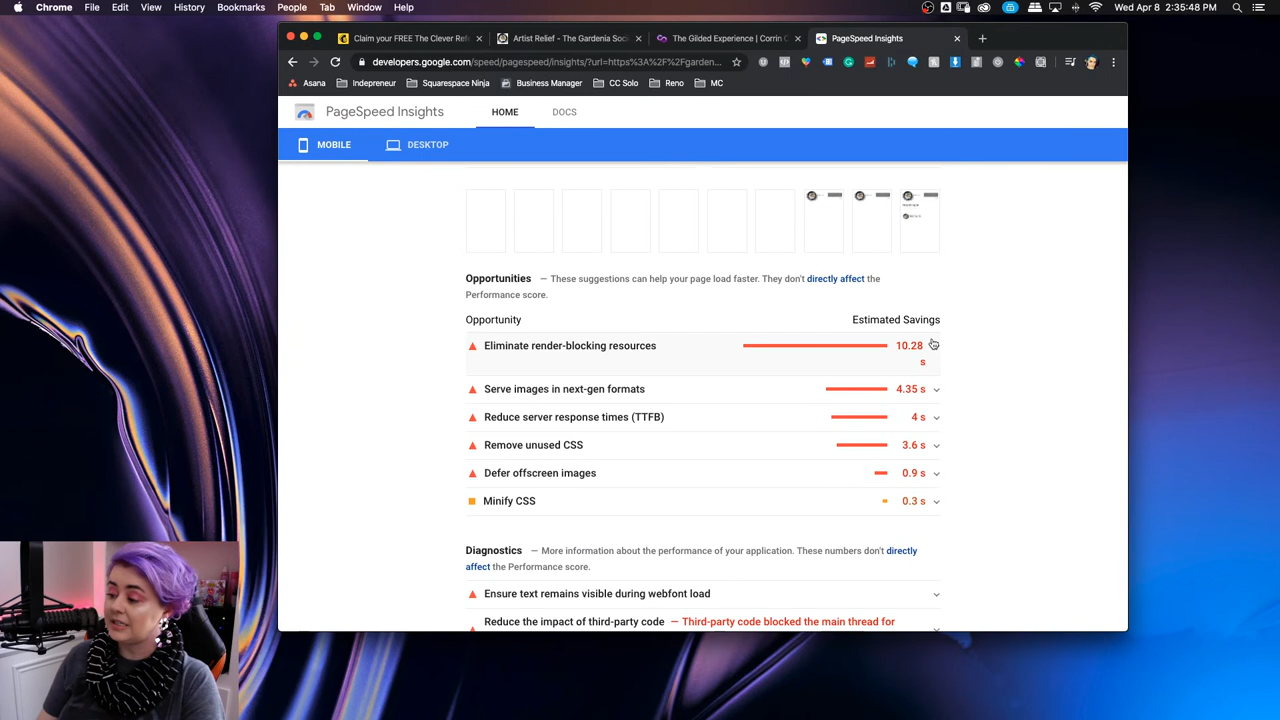 Chrome File Edit View History Bookmarks People Tab Window Help Wed Apr 8 2:35:48 PM
Claim your FREE The Clever Ref
Artist Relief - The Gardenia Soc
The Gilded Experience | Corrin C
PageSpeed Insights
developers.google.com/speed/pagespeed/insights/?url=https%3A%2F%2Fgarden...
Asana Indepreneur Squarespace Ninja Business Manager CC Solo Reno MC
PageSpeed Insights HOME DOCS
MOBILE DESKTOP
Opportunities — These suggestions can help your page load faster. They don't directly affect the
Performance score.
Opportunity Estimated Savings
Eliminate render-blocking resources 10.28
s
Serve images in next-gen formats 4.35 s
Reduce server response times (TTFB) 4 s
Remove unused CSS 3.6 s
Defer offscreen images 0.9 s
Minify CSS 0.3 s
Diagnostics — More information about the performance of your application. These numbers don't directly
affect the Performance score.
Ensure text remains visible during webfont load
Reduce the impact of third-party code — Third-party code blocked the main thread for